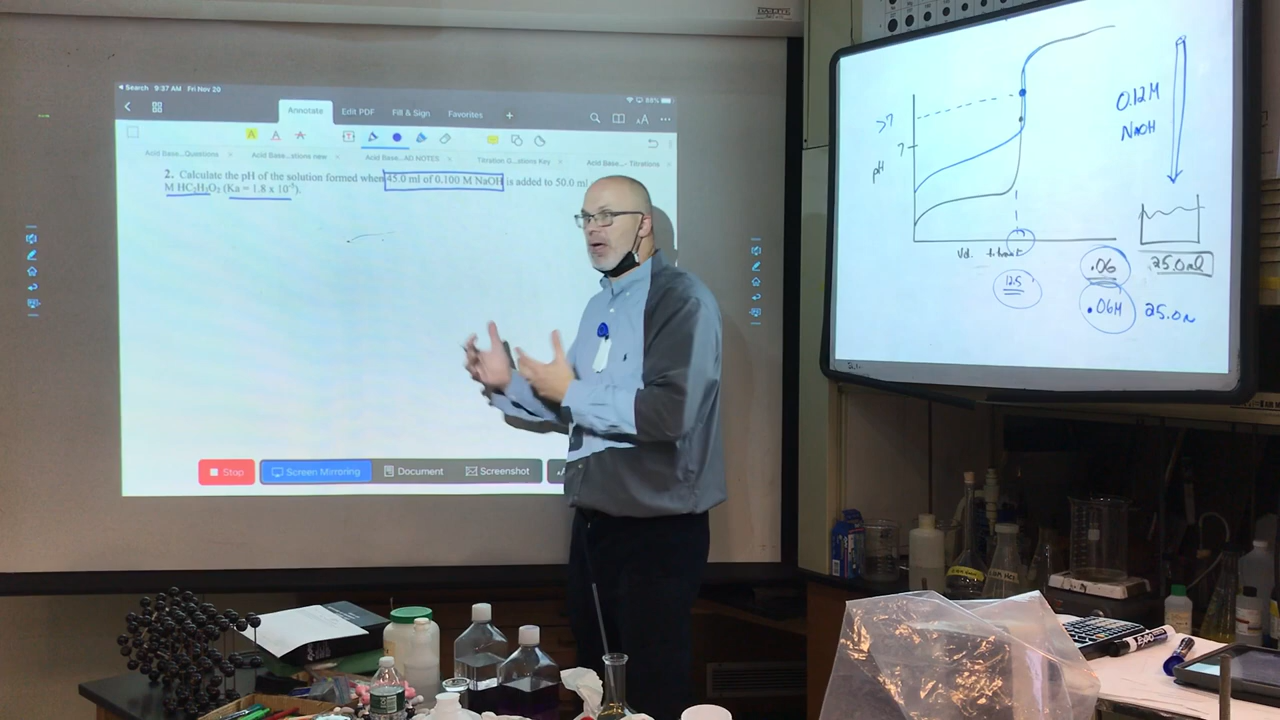 Search 9:37 AM Fri Nov 20
88%
Annotate Edit PDF Fill & Sign Favorites +
Acid Base...Questions × Acid Base...stions new × Acid Base...AD NOTES × Titration Q...stions Key × Acid Base... - Titrations ×
2. Calculate the pH of the solution formed when 45.0 ml of 0.100 M NaOH is added to 50.0 ml
M HC₂H₃O₂ (Ka = 1.8 x 10⁻⁵).
Stop Screen Mirroring Document Screenshot
>7
7
pH
Vol. titrant
12.5
0.12M
NaOH
.06
25.0ml
.06M
25.0
EXPO